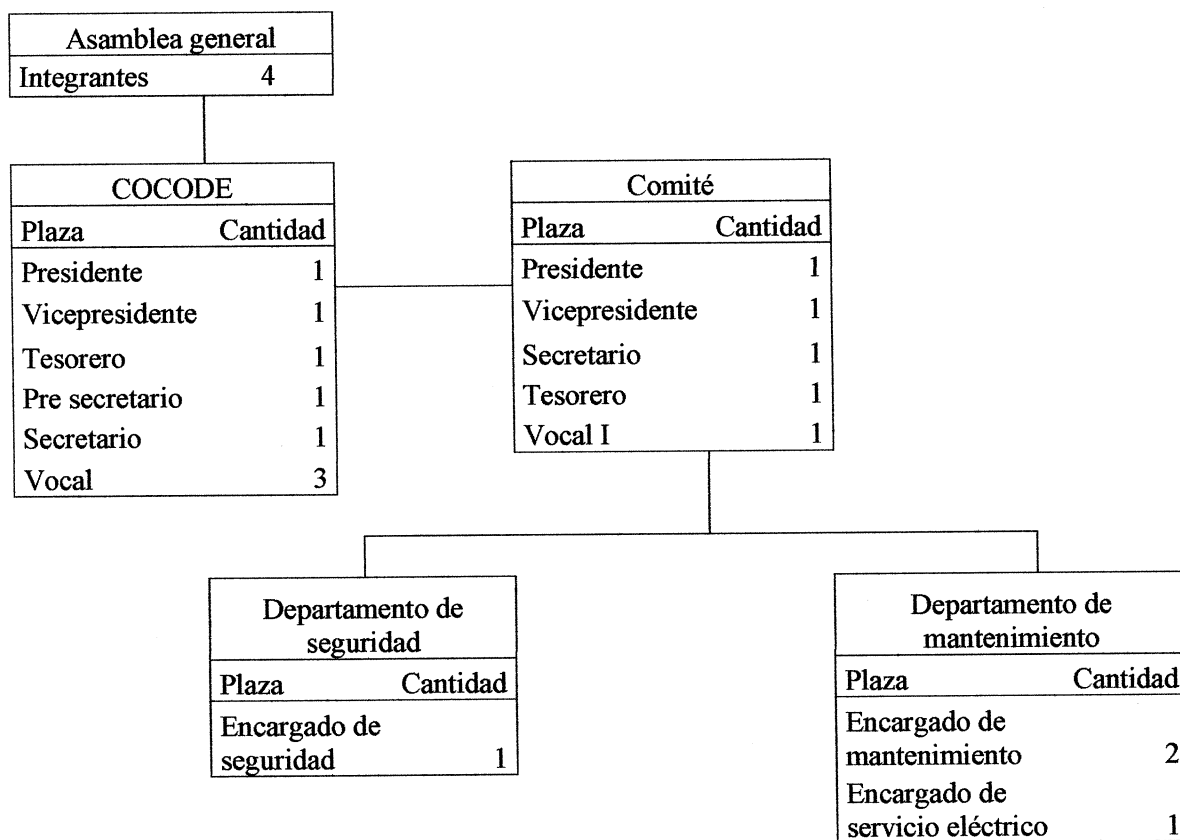 Asamblea general
Integrantes 4
COCODE
Plaza Cantidad
Presidente 1
Vicepresidente 1
Tesorero 1
Pre secretario 1
Secretario 1
Vocal 3
Comité
Plaza Cantidad
Presidente 1
Vicepresidente 1
Secretario 1
Tesorero 1
Vocal I 1
Departamento de
seguridad
Plaza Cantidad
Encargado de
seguridad 1
Departamento de
mantenimiento
Plaza Cantidad
Encargado de
mantenimiento 2
Encargado de
servicio eléctrico 1